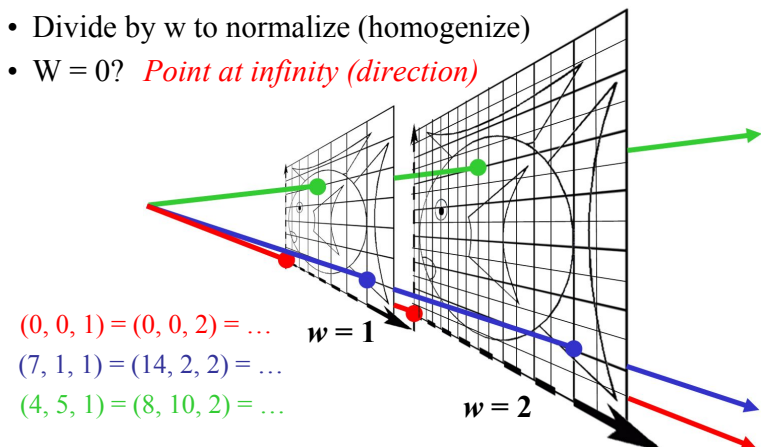 • Divide by w to normalize (homogenize)
• W = 0? Point at infinity (direction)
(0, 0, 1) = (0, 0, 2) = …
w = 1
(7, 1, 1) = (14, 2, 2) = …
(4, 5, 1) = (8, 10, 2) = …
w = 2